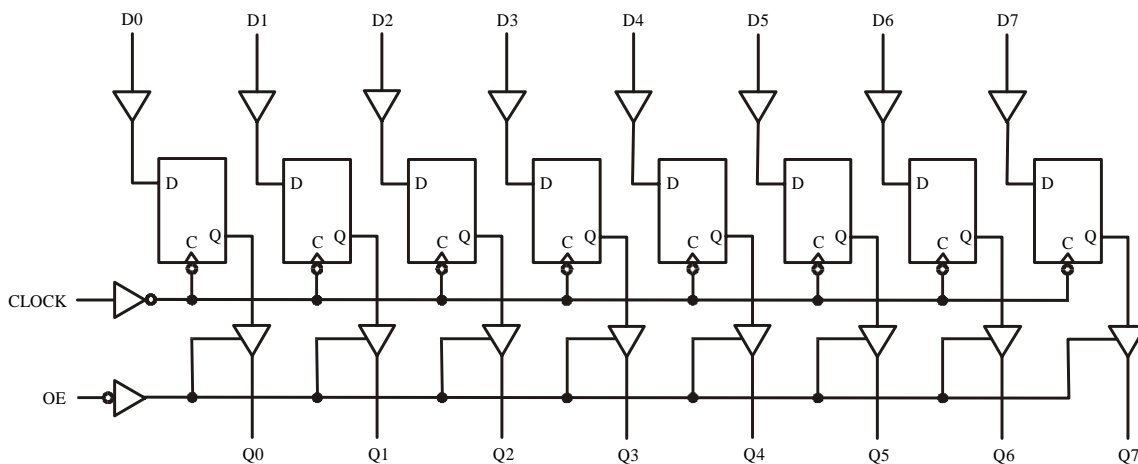 D0 D1 D2 D3 D4 D5 D6 D7
D D D D D D D D
Q Q Q Q Q Q Q Q
C C C C C C C C
CLOCK
OE
Q0 Q1 Q2 Q3 Q4 Q5 Q6 Q7